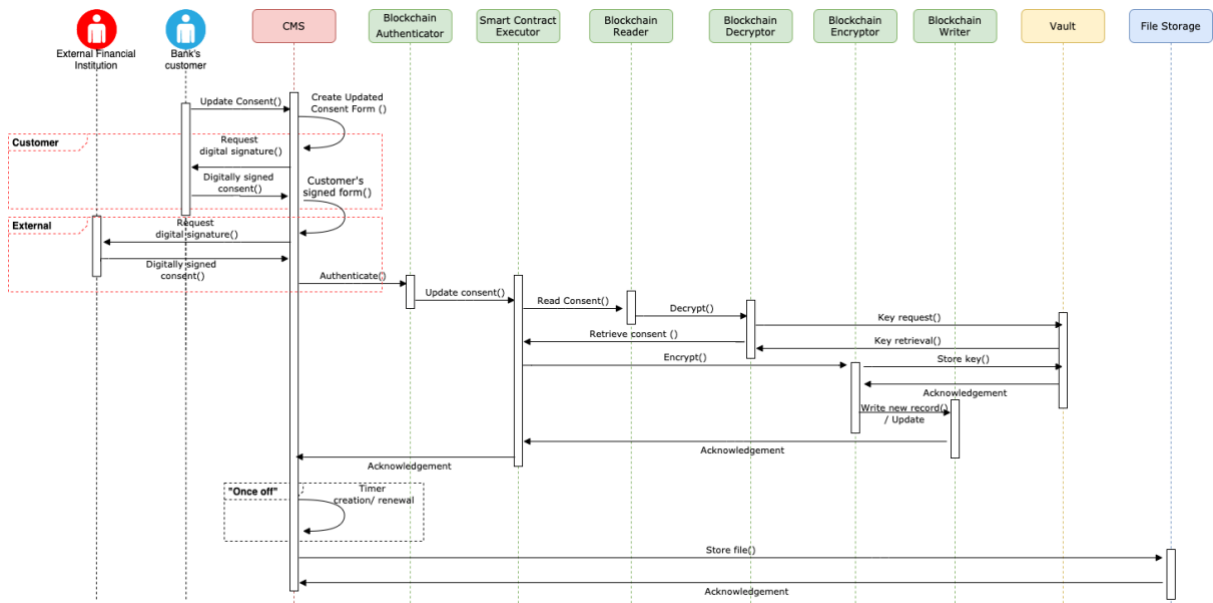 External Financial
Institution
Bank's
customer
CMS
Blockchain
Authenticator
Smart Contract
Executor
Blockchain
Reader
Blockchain
Decryptor
Blockchain
Encryptor
Blockchain
Writer
Vault
File Storage
Update Consent()
Create Updated
Consent Form ()
Customer
Request
digital signature()
Digitally signed
consent()
Customer's
signed form()
External
Request
digital signature()
Digitally signed
consent()
Authenticate()
Update consent()
Read Consent()
Decrypt()
Key request()
Retrieve consent ()
Key retrieval()
Encrypt()
Store key()
Acknowledgement
Write new record()
/ Update
Acknowledgement
Acknowledgement
"Once off"
Timer
creation/ renewal
Store file()
Acknowledgement